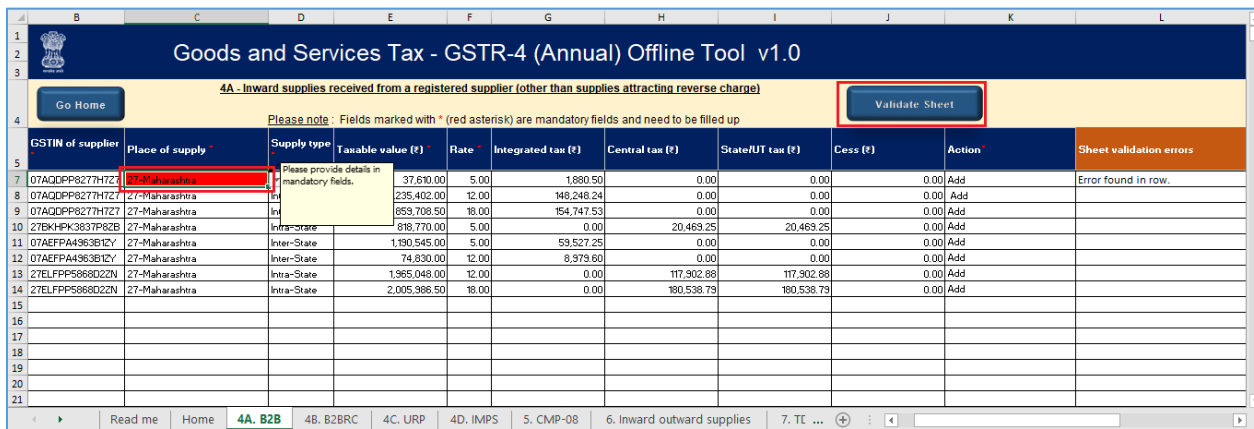 B C D E F G H I J K L
1
2 Goods and Services Tax - GSTR-4 (Annual) Offline Tool v1.0
3
4A - Inward supplies received from a registered supplier (other than supplies attracting reverse charge)
Go Home Validate Sheet
4 Please note : Fields marked with * (red asterisk) are mandatory fields and need to be filled up
5 GSTIN of supplier * Place of supply * Supply type * Taxable value (₹) * Rate * Integrated tax (₹) Central tax (₹) State/UT tax (₹) Cess (₹) Action * Sheet validation errors
Please provide details in
mandatory fields.
7 07AQDPP8277H7Z7 27-Maharashtra 37,610.00 5.00 1,880.50 0.00 0.00 0.00 Add Error found in row.
8 07AQDPP8277H7Z7 27-Maharashtra 235,402.00 12.00 148,248.24 0.00 0.00 0.00 Add
9 07AQDPP8277H7Z7 27-Maharashtra 859,708.50 18.00 154,747.53 0.00 0.00 0.00 Add
10 27BKHPK3837P8ZB 27-Maharashtra Intra-State 818,770.00 5.00 0.00 20,469.25 20,469.25 0.00 Add
11 07AEFPA4963B1ZY 27-Maharashtra Inter-State 1,190,545.00 5.00 59,527.25 0.00 0.00 0.00 Add
12 07AEFPA4963B1ZY 27-Maharashtra Inter-State 74,830.00 12.00 8,979.60 0.00 0.00 0.00 Add
13 27ELFPP5868D2ZN 27-Maharashtra Intra-State 1,965,048.00 12.00 0.00 117,902.88 117,902.88 0.00 Add
14 27ELFPP5868D2ZN 27-Maharashtra Intra-State 2,005,986.50 18.00 0.00 180,538.79 180,538.79 0.00 Add
15
16
17
18
19
20
21
Read me Home 4A. B2B 4B. B2BRC 4C. URP 4D. IMPS 5. CMP-08 6. Inward outward supplies 7. TD ...